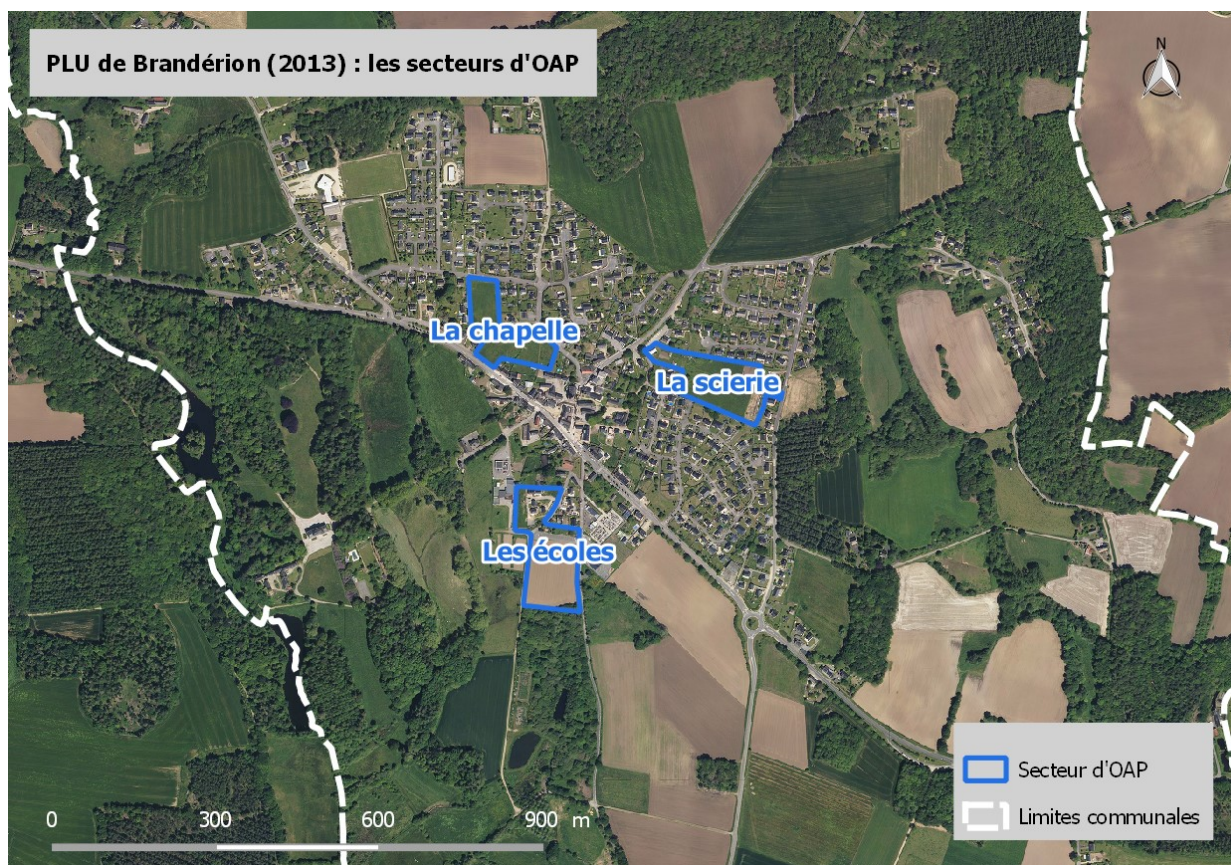 PLU de Brandérion (2013) : les secteurs d'OAP
N
La chapelle
La scierie
Les écoles
Secteur d'OAP
Limites communales
0 300 600 900 m